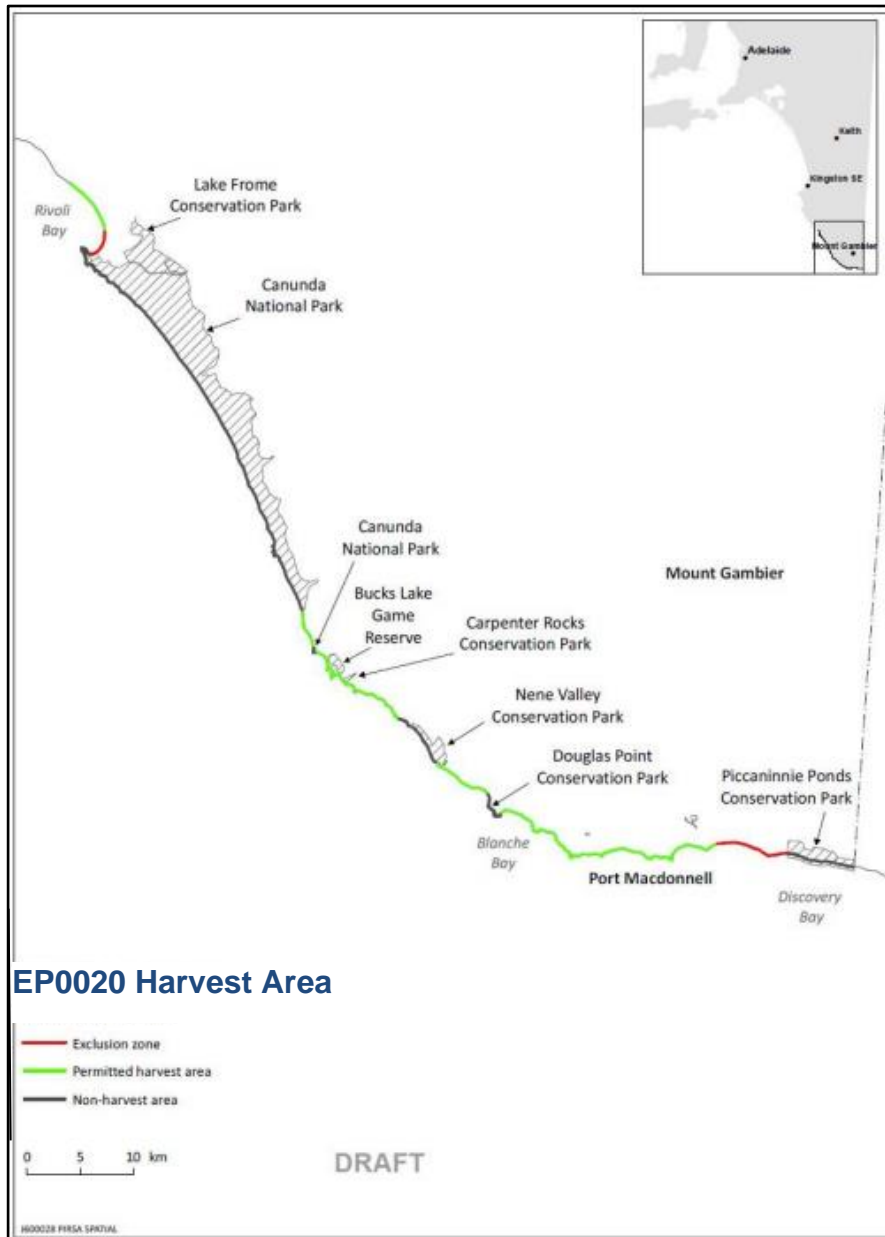 Adelaide
Keith
Kingston SE
Mount Gambier
Lake Frome
Conservation Park
Rivoli
Bay
Canunda
National Park
Canunda
National Park
Mount Gambier
Bucks Lake
Game
Reserve
Carpenter Rocks
Conservation Park
Nene Valley
Conservation Park
Douglas Point
Conservation Park
Piccaninnie Ponds
Conservation Park
Blanche
Bay
Port Macdonnell
Discovery
Bay
EP0020 Harvest Area
Exclusion zone
Permitted harvest area
Non-harvest area
0 5 10 km
DRAFT
PIRSA SPATIAL